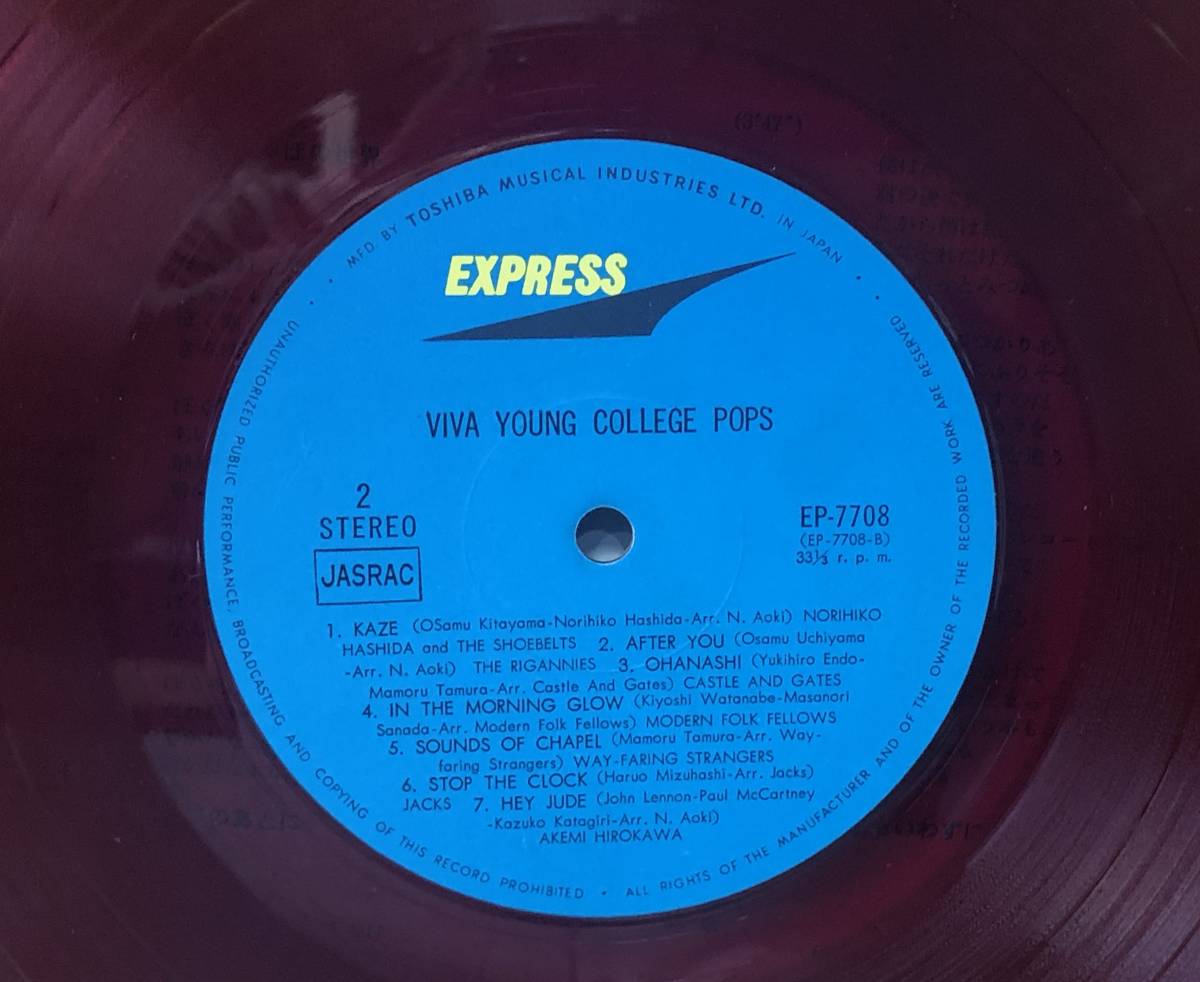 MFD. BY TOSHIBA MUSICAL INDUSTRIES LTD. IN JAPAN
EXPRESS
VIVA YOUNG COLLEGE POPS
2
STEREO
JASRAC
EP-7708
(EP-7708-B)
33⅓ r. p. m.
1. KAZE (OSamu Kitayama-Norihiko Hashida-Arr. N. Aoki) NORIHIKO
HASHIDA and THE SHOEBELTS 2. AFTER YOU (Osamu Uchiyama
-Arr. N. Aoki) THE RIGANNIES 3. OHANASHI (Yukihiro Endo-
Mamoru Tamura-Arr. Castle And Gates) CASTLE AND GATES
4. IN THE MORNING GLOW (Kiyoshi Watanabe-Masanori
Sanada-Arr. Modern Folk Fellows) MODERN FOLK FELLOWS
5. SOUNDS OF CHAPEL (Mamoru Tamura-Arr. Way-
faring Strangers) WAY-FARING STRANGERS
6. STOP THE CLOCK (Haruo Mizuhashi-Arr. Jacks)
JACKS 7. HEY JUDE (John Lennon-Paul McCartney
-Kazuko Katagiri-Arr. N. Aoki)
AKEMI HIROKAWA
UNAUTHORIZED PUBLIC PERFORMANCE, BROADCASTING AND COPYING OF THIS RECORD PROHIBITED • ALL RIGHTS OF THE MANUFACTURER AND OF THE OWNER OF THE RECORDED WORK ARE RESERVED
(3'47")